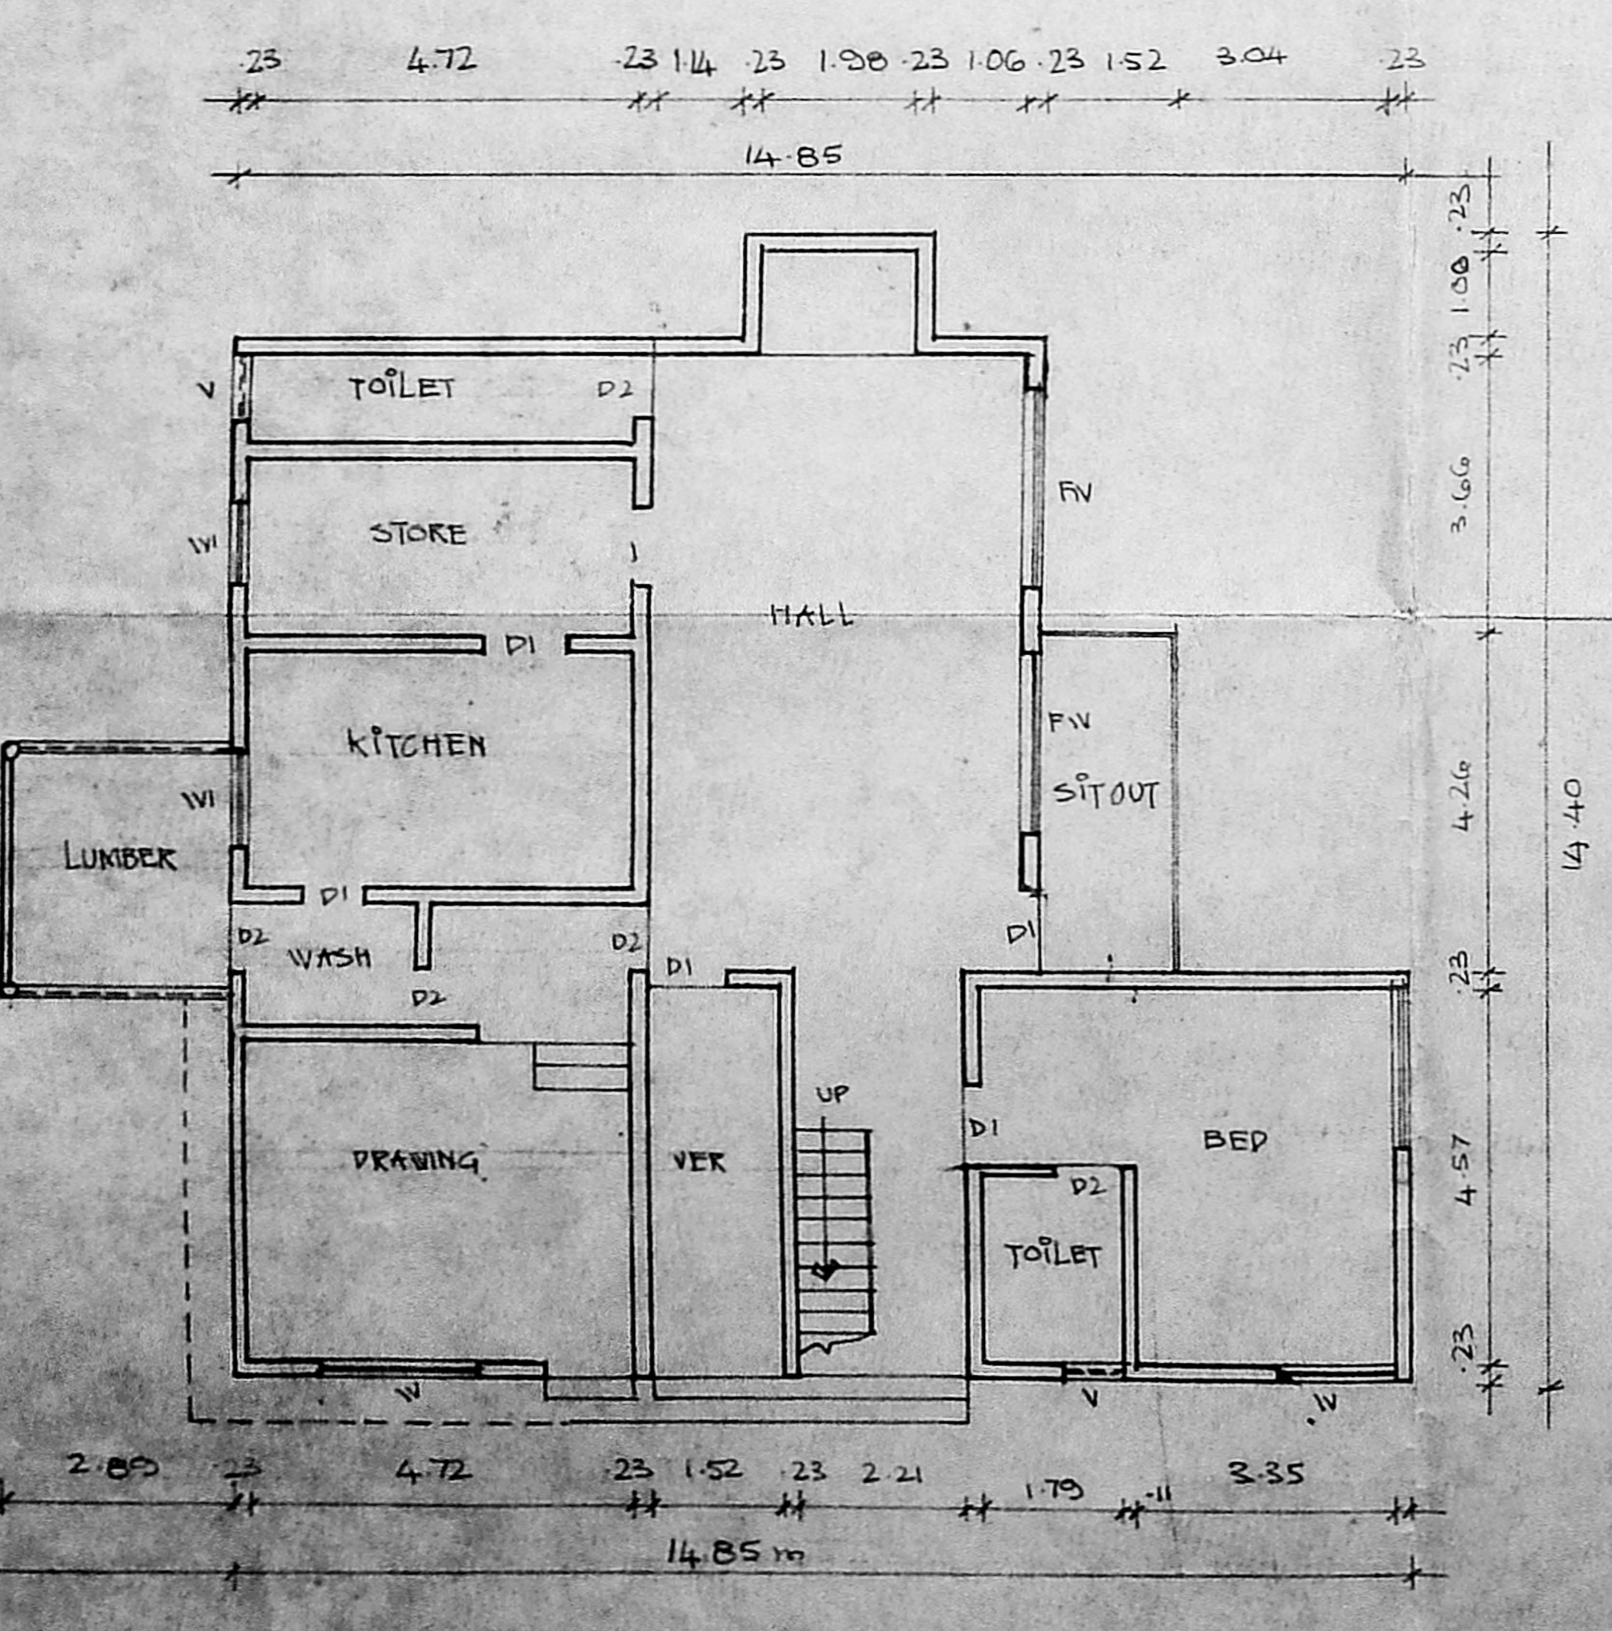 .23 4.72 .23 1.14 .23 1.98 .23 1.06 .23 1.52 3.04 .23
14.85
.23
1.00
.23
V TOiLET D2
3.66
FW
W1 STORE
HALL
D1
FW
KiTCHEN
SiTOUT
4.26
14.40
W1
LUMBER
D1
D2 WASH D2 D1 D1
.23
D2
UP
D1 BED
DRAWING VER
4.57
D2
TOiLET
.23
W V W
2.89 .23 4.72 .23 1.52 .23 2.21 1.79 .11 3.35
14.85 m